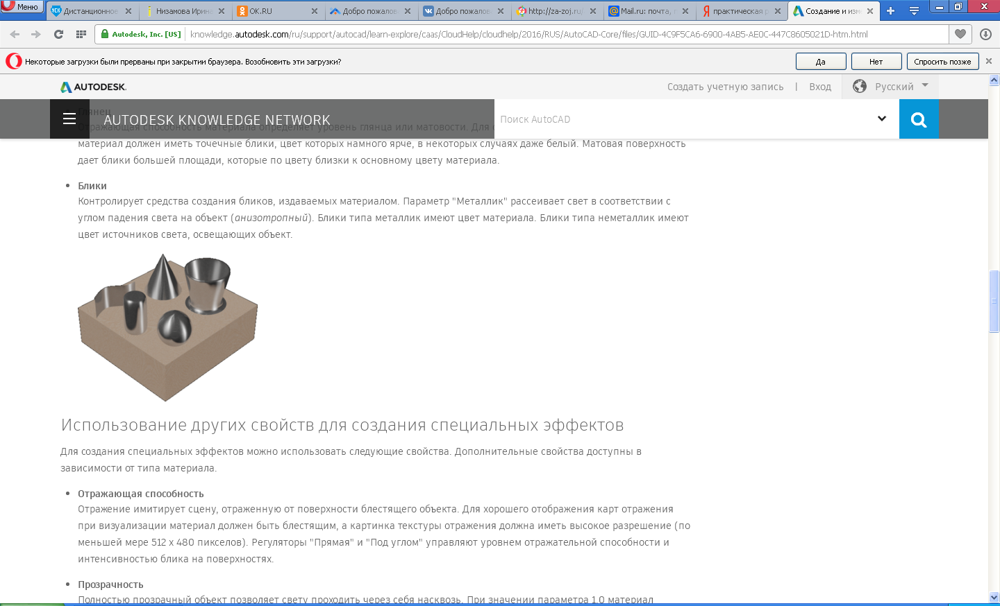 Меню
Дистанционное
Низамова Ирина
OK.RU
Добро пожалов
Добро пожалов
http://za-zoj.ru/
Mail.ru: почта,
практическая р
Создание и изм
Autodesk, Inc. [US]
knowledge.autodesk.com/ru/support/autocad/learn-explore/caas/CloudHelp/cloudhelp/2016/RUS/AutoCAD-Core/files/GUID-4C9F5CA6-6900-4AB5-AE0C-447C8605021D-htm.html
Некоторые загрузки были прерваны при закрытии браузера. Возобновить эти загрузки?
Да
Нет
Спросить позже
AUTODESK.
Создать учетную запись | Вход
Русский
Глянец
AUTODESK KNOWLEDGE NETWORK
Поиск AutoCAD
Отражающая способность материала определяет уровень глянца или матовости. Для
материал должен иметь точечные блики, цвет которых намного ярче, в некоторых случаях даже белый. Матовая поверхность
дает блики большей площади, которые по цвету близки к основному цвету материала.
• Блики
Контролирует средства создания бликов, издаваемых материалом. Параметр "Металлик" рассеивает свет в соответствии с
углом падения света на объект (анизотропный). Блики типа металлик имеют цвет материала. Блики типа неметаллик имеют
цвет источников света, освещающих объект.
Использование других свойств для создания специальных эффектов
Для создания специальных эффектов можно использовать следующие свойства. Дополнительные свойства доступны в
зависимости от типа материала.
• Отражающая способность
Отражение имитирует сцену, отраженную от поверхности блестящего объекта. Для хорошего отображения карт отражения
при визуализации материал должен быть блестящим, а картинка текстуры отражения должна иметь высокое разрешение (по
меньшей мере 512 x 480 пикселов). Регуляторы "Прямая" и "Под углом" управляют уровнем отражательной способности и
интенсивностью блика на поверхностях.
• Прозрачность
Полностью прозрачный объект позволяет свету проходить через себя насквозь. При значении параметра 1.0 материал